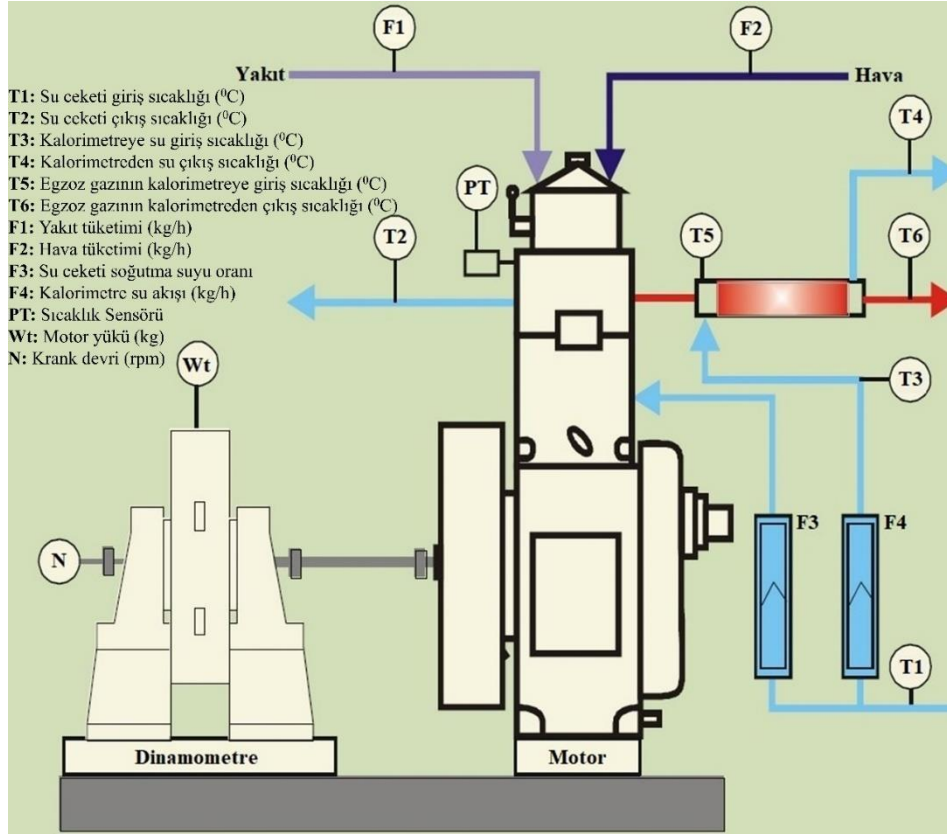 F1
F2
Yakıt
Hava
T1: Su ceketi giriş sıcaklığı (⁰C)
T2: Su ceketi çıkış sıcaklığı (⁰C)
T3: Kalorimetreye su giriş sıcaklığı (⁰C)
T4: Kalorimetreden su çıkış sıcaklığı (⁰C)
T5: Egzoz gazının kalorimetreye giriş sıcaklığı (⁰C)
T6: Egzoz gazının kalorimetreden çıkış sıcaklığı (⁰C)
F1: Yakıt tüketimi (kg/h)
F2: Hava tüketimi (kg/h)
F3: Su ceketi soğutma suyu oranı
F4: Kalorimetre su akışı (kg/h)
PT: Sıcaklık Sensörü
Wt: Motor yükü (kg)
N: Krank devri (rpm)
T4
PT
T2
T5
T6
Wt
T3
F3
F4
N
T1
Dinamometre
Motor